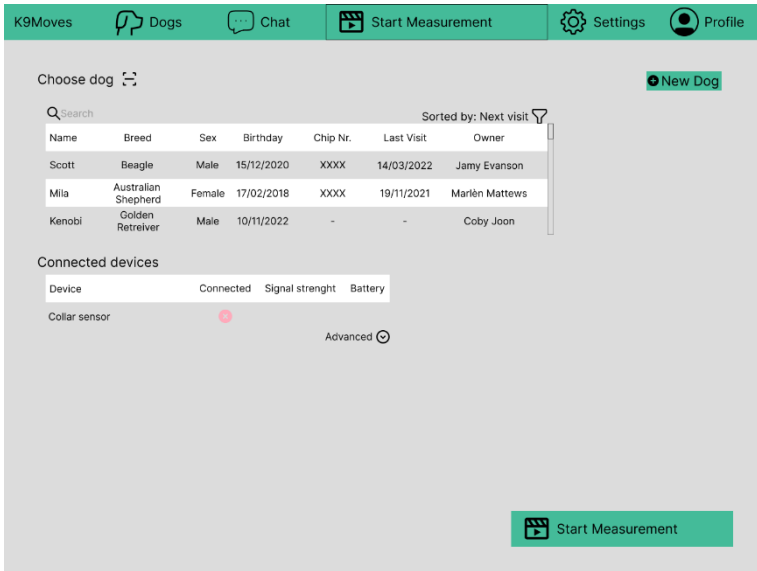 K9Moves Dogs Chat Start Measurement Settings Profile
Choose dog
New Dog
Search
Sorted by: Next visit
Name Breed Sex Birthday Chip Nr. Last Visit Owner
Scott Beagle Male 15/12/2020 XXXX 14/03/2022 Jamy Evanson
Mila Australian Shepherd Female 17/02/2018 XXXX 19/11/2021 Marlèn Mattews
Kenobi Golden Retreiver Male 10/11/2022 - - Coby Joon
Connected devices
Device Connected Signal strenght Battery
Collar sensor
Advanced
Start Measurement